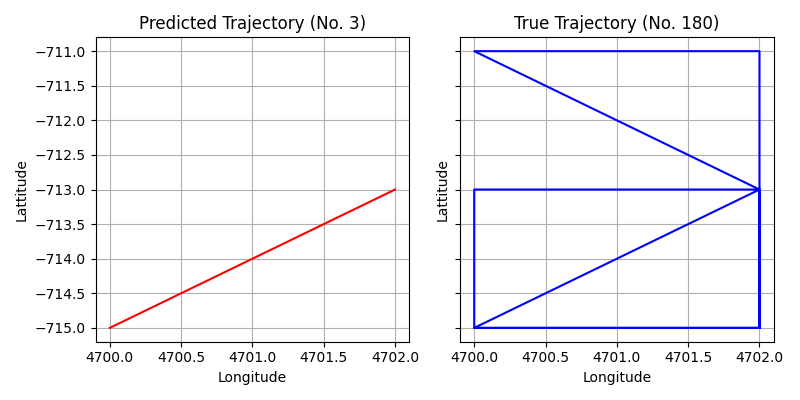 Predicted Trajectory (No. 3)
−711.0
−711.5
−712.0
−712.5
−713.0
−713.5
−714.0
−714.5
−715.0
Lattitude
4700.0 4700.5 4701.0 4701.5 4702.0
Longitude
True Trajectory (No. 180)
Lattitude
4700.0 4700.5 4701.0 4701.5 4702.0
Longitude